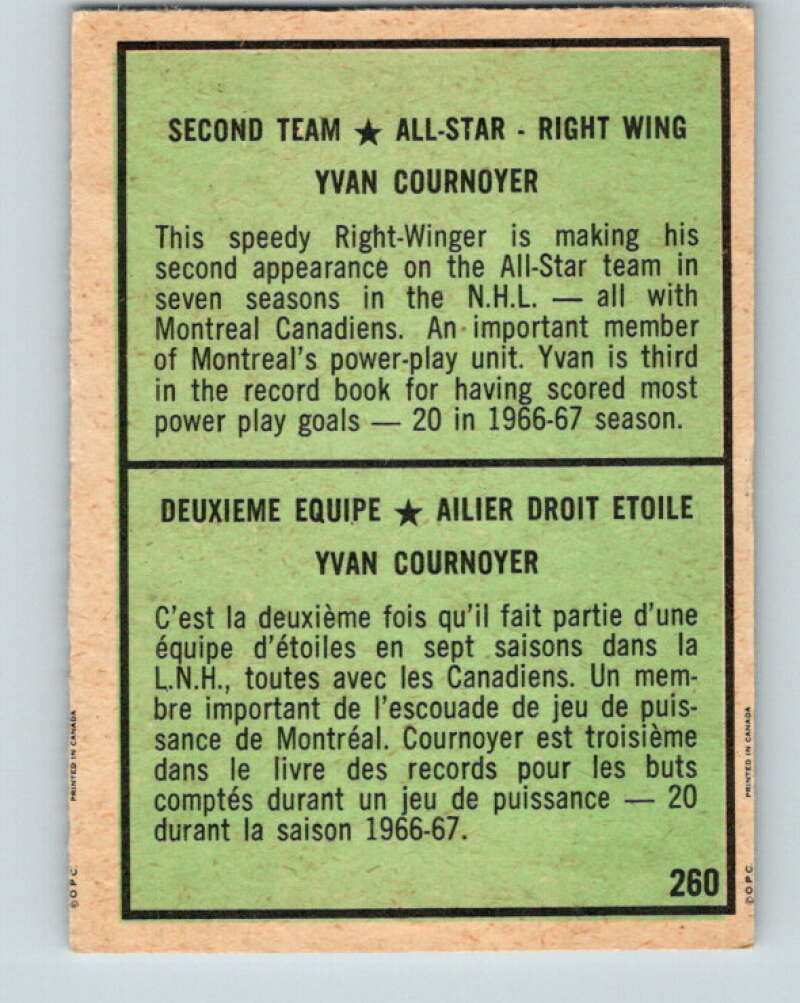 SECOND TEAM ★ ALL-STAR - RIGHT WING
YVAN COURNOYER
This speedy Right-Winger is making his
second appearance on the All-Star team in
seven seasons in the N.H.L. — all with
Montreal Canadiens. An important member
of Montreal's power-play unit. Yvan is third
in the record book for having scored most
power play goals — 20 in 1966-67 season.
DEUXIEME EQUIPE ★ AILIER DROIT ETOILE
YVAN COURNOYER
C'est la deuxième fois qu'il fait partie d'une
équipe d'étoiles en sept saisons dans la
L.N.H., toutes avec les Canadiens. Un mem-
bre important de l'escouade de jeu de puis-
sance de Montréal. Cournoyer est troisième
dans le livre des records pour les buts
comptés durant un jeu de puissance — 20
durant la saison 1966-67.
260
©O.P.C. PRINTED IN CANADA
©O.P.C. PRINTED IN CANADA